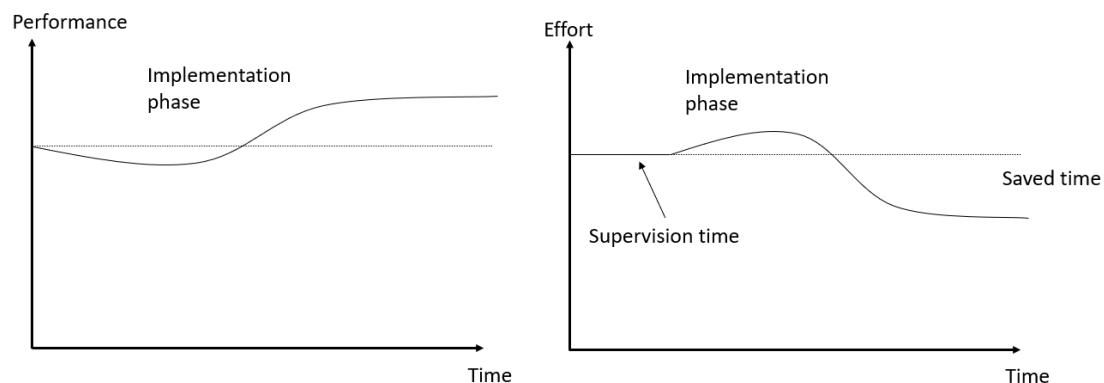 Performance
Implementation
phase
Time
Effort
Implementation
phase
Saved time
Supervision time
Time